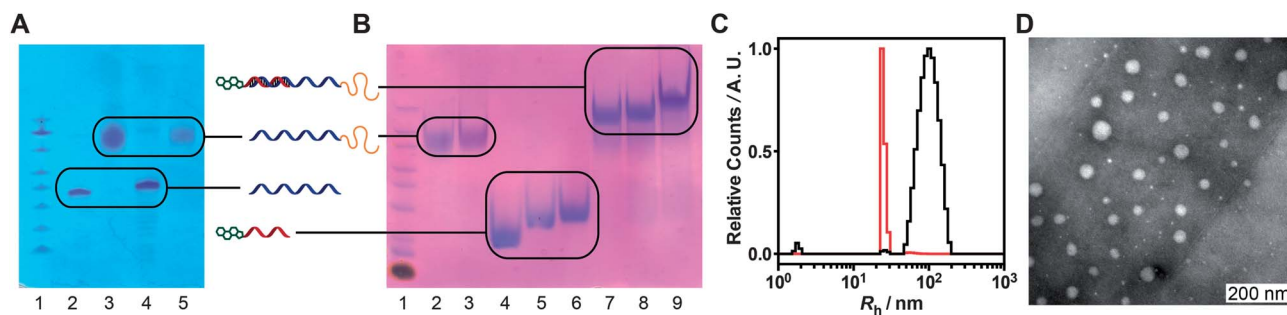 A
1 2 3 4 5
B
1 2 3 4 5 6 7 8 9
C
Relative Counts / A. U.
1.0
0.5
0.0
10⁰ 10¹ 10² 10³
Rₕ / nm
D
200 nm